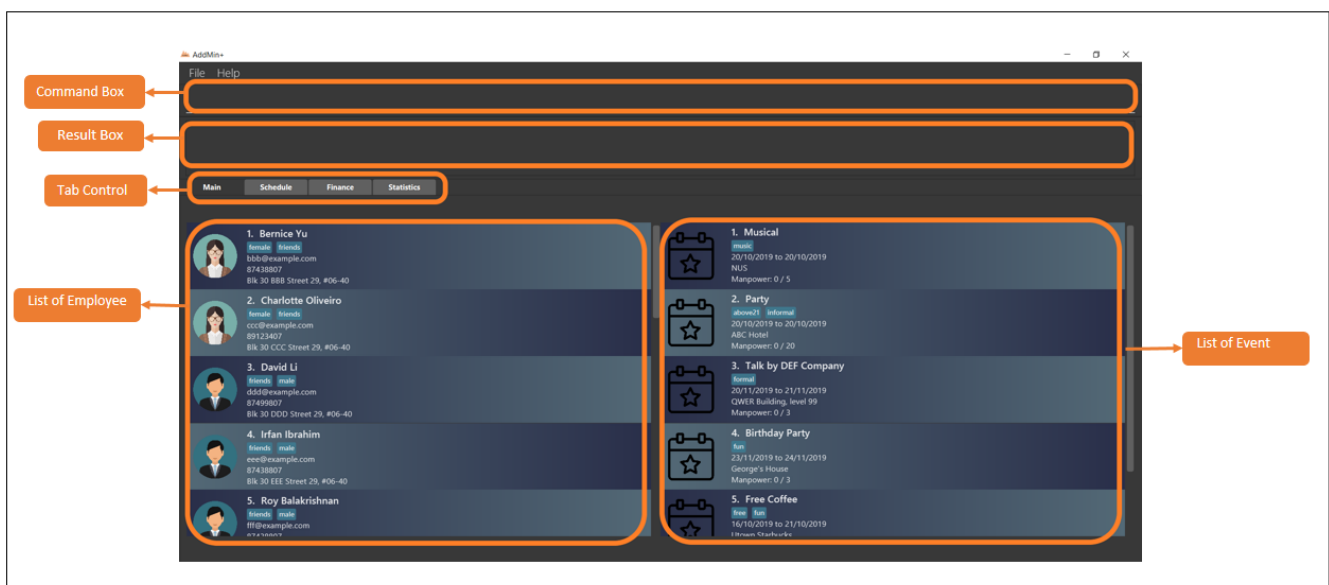 AddMin+
File Help
Command Box
Result Box
Tab Control
Main Schedule Finance Statistics
List of Employee
1. Bernice Yu
female friends
bbb@example.com
87438807
Blk 30 BBB Street 29, #06-40
2. Charlotte Oliveiro
female friends
ccc@example.com
89123407
Blk 30 CCC Street 29, #06-40
3. David Li
friends male
ddd@example.com
87499807
Blk 30 DDD Street 29, #06-40
4. Irfan Ibrahim
friends male
eee@example.com
87438807
Blk 30 EEE Street 29, #06-40
5. Roy Balakrishnan
friends male
fff@example.com
1. Musical
music
20/10/2019 to 20/10/2019
NUS
Manpower: 0 / 5
2. Party
above21 informal
20/10/2019 to 20/10/2019
ABC Hotel
Manpower: 0 / 20
3. Talk by DEF Company
formal
20/11/2019 to 21/11/2019
QWER Building, level 99
Manpower: 0 / 3
4. Birthday Party
fun
23/11/2019 to 24/11/2019
George's House
Manpower: 0 / 3
5. Free Coffee
free fun
16/10/2019 to 21/10/2019
Utown Starbucks
List of Event